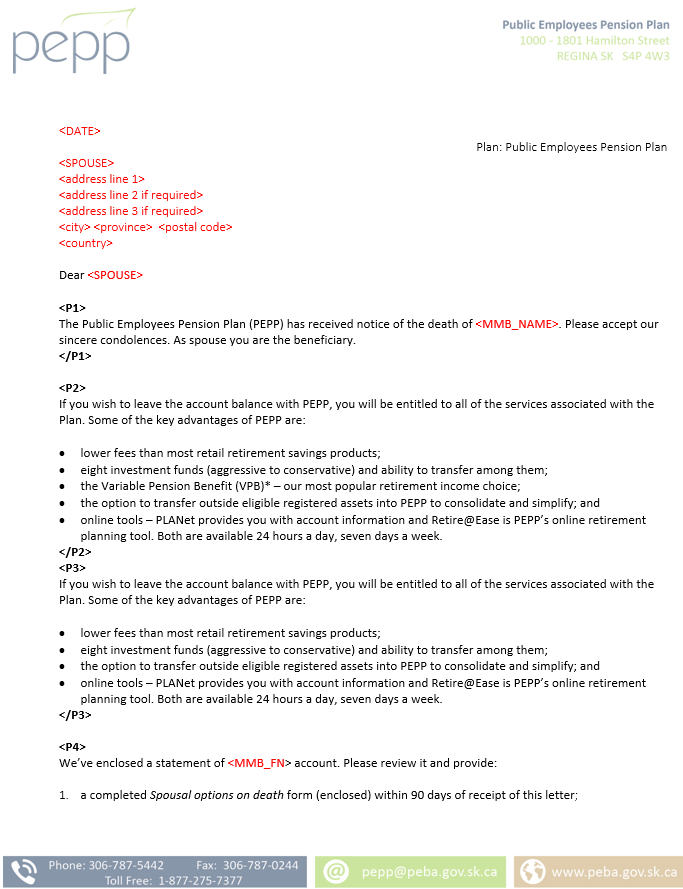 pepp
Public Employees Pension Plan
1000 - 1801 Hamilton Street
REGINA SK S4P 4W3
<DATE>
Plan: Public Employees Pension Plan
<SPOUSE>
<address line 1>
<address line 2 if required>
<address line 3 if required>
<city> <province> <postal code>
<country>
Dear <SPOUSE>
<P1>
The Public Employees Pension Plan (PEPP) has received notice of the death of <MMB_NAME>. Please accept our
sincere condolences. As spouse you are the beneficiary.
</P1>
<P2>
If you wish to leave the account balance with PEPP, you will be entitled to all of the services associated with the
Plan. Some of the key advantages of PEPP are:
• lower fees than most retail retirement savings products;
• eight investment funds (aggressive to conservative) and ability to transfer among them;
• the Variable Pension Benefit (VPB)* – our most popular retirement income choice;
• the option to transfer outside eligible registered assets into PEPP to consolidate and simplify; and
• online tools – PLANet provides you with account information and Retire@Ease is PEPP's online retirement
planning tool. Both are available 24 hours a day, seven days a week.
</P2>
<P3>
If you wish to leave the account balance with PEPP, you will be entitled to all of the services associated with the
Plan. Some of the key advantages of PEPP are:
• lower fees than most retail retirement savings products;
• eight investment funds (aggressive to conservative) and ability to transfer among them;
• the option to transfer outside eligible registered assets into PEPP to consolidate and simplify; and
• online tools – PLANet provides you with account information and Retire@Ease is PEPP's online retirement
planning tool. Both are available 24 hours a day, seven days a week.
</P3>
<P4>
We've enclosed a statement of <MMB_FN> account. Please review it and provide:
1. a completed Spousal options on death form (enclosed) within 90 days of receipt of this letter;
Phone: 306-787-5442 Fax: 306-787-0244
Toll Free: 1-877-275-7377
pepp@peba.gov.sk.ca
www.peba.gov.sk.ca